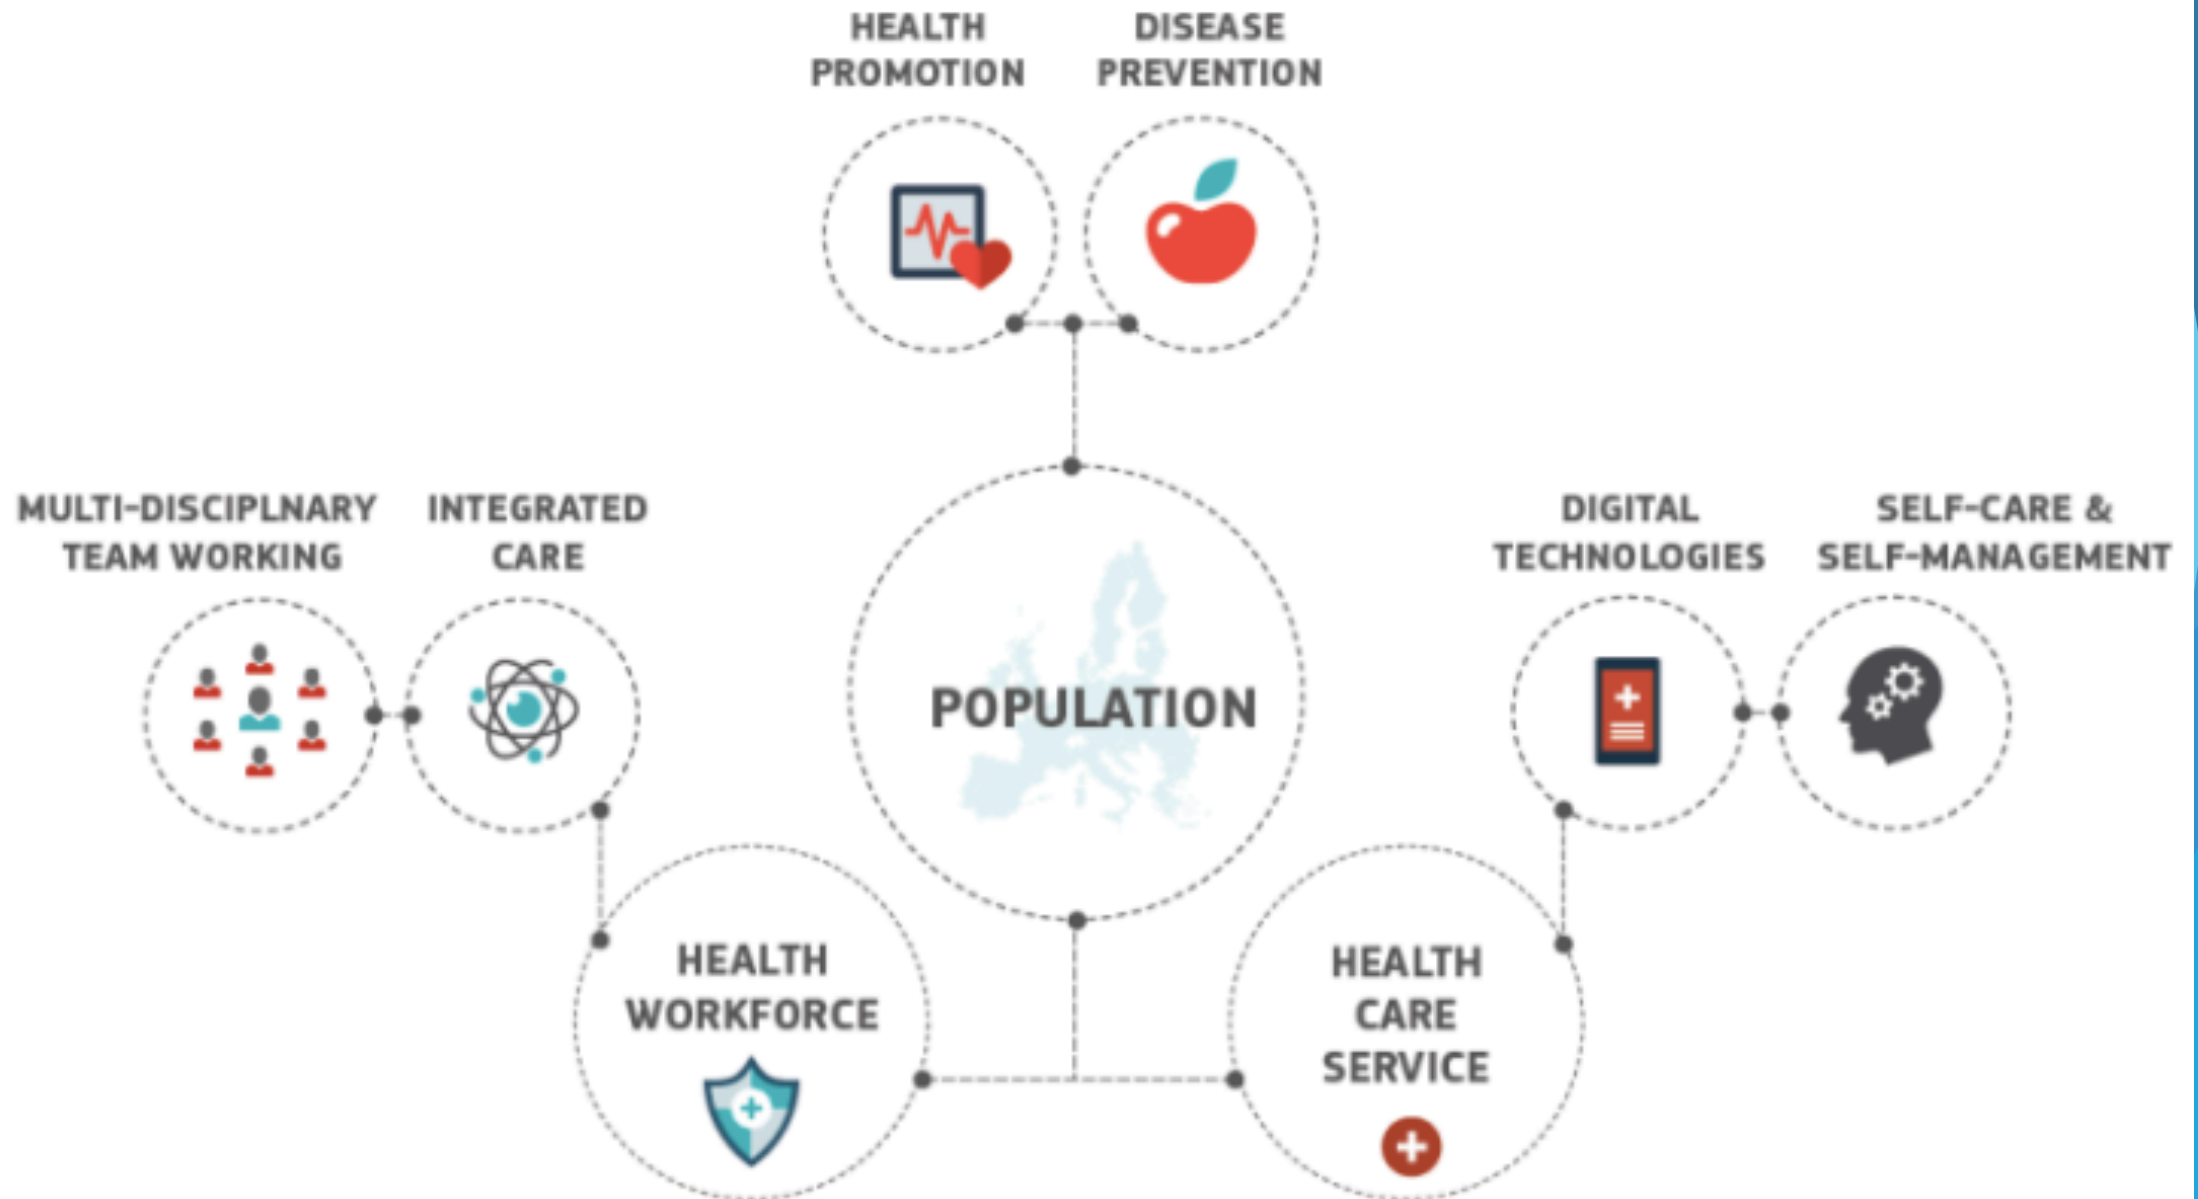 HEALTH
PROMOTION
DISEASE
PREVENTION
MULTI-DISCIPLNARY
TEAM WORKING
INTEGRATED
CARE
POPULATION
DIGITAL
TECHNOLOGIES
SELF-CARE &
SELF-MANAGEMENT
HEALTH
WORKFORCE
HEALTH
CARE
SERVICE